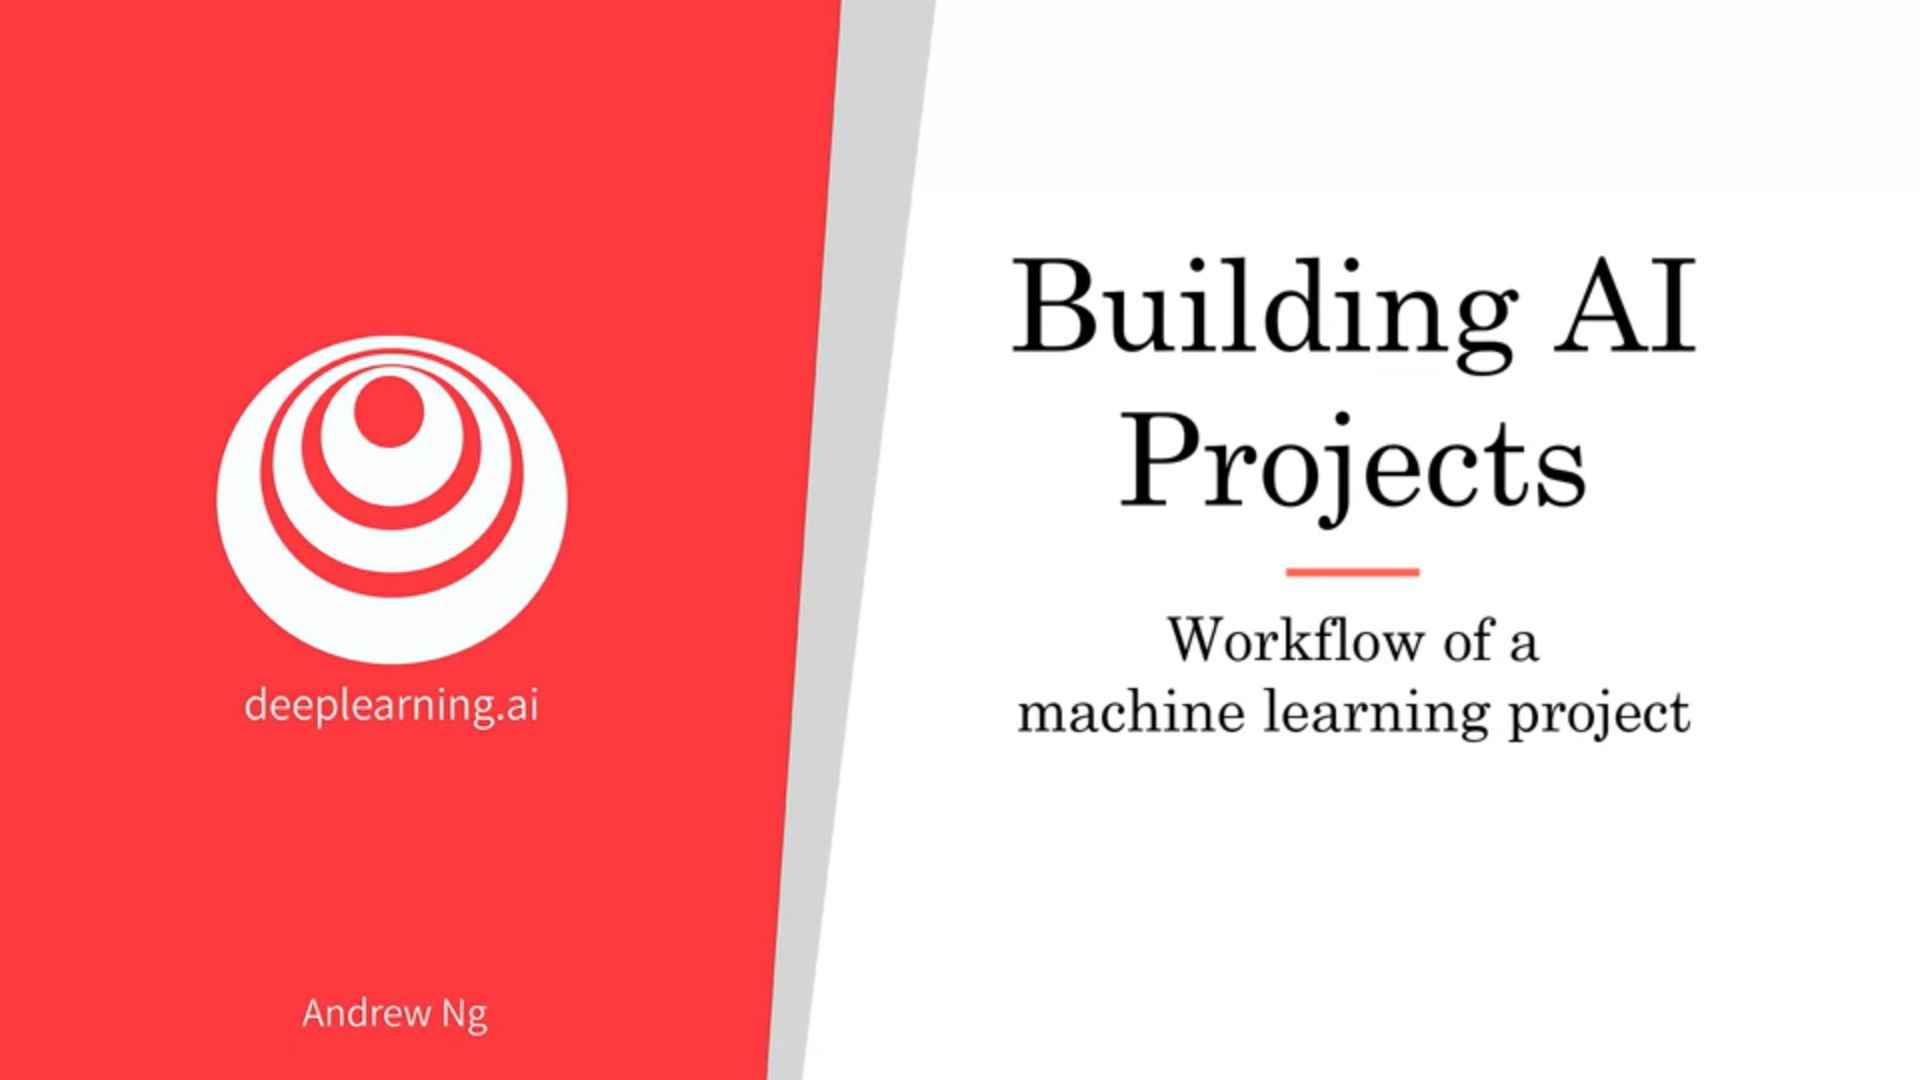 deeplearning.ai
Andrew Ng
Building AI
Projects
Workflow of a
machine learning project